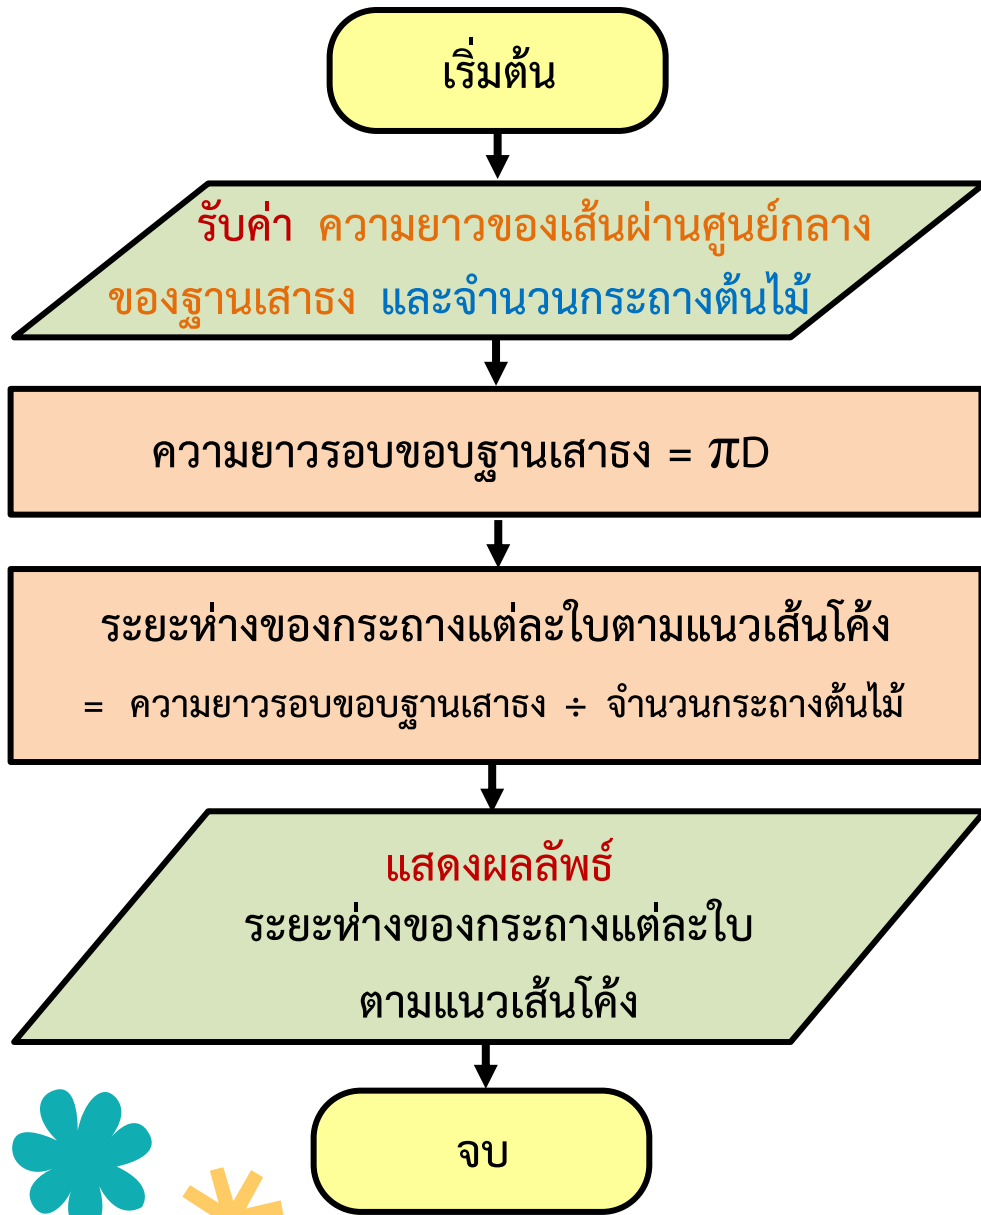 เริ่มต้น
รับค่า ความยาวของเส้นผ่านศูนย์กลาง
ของฐานเสาธง และจำนวนกระถางต้นไม้
ความยาวรอบขอบฐานเสาธง = πD
ระยะห่างของกระถางแต่ละใบตามแนวเส้นโค้ง
= ความยาวรอบขอบฐานเสาธง ÷ จำนวนกระถางต้นไม้
แสดงผลลัพธ์
ระยะห่างของกระถางแต่ละใบ
ตามแนวเส้นโค้ง
จบ